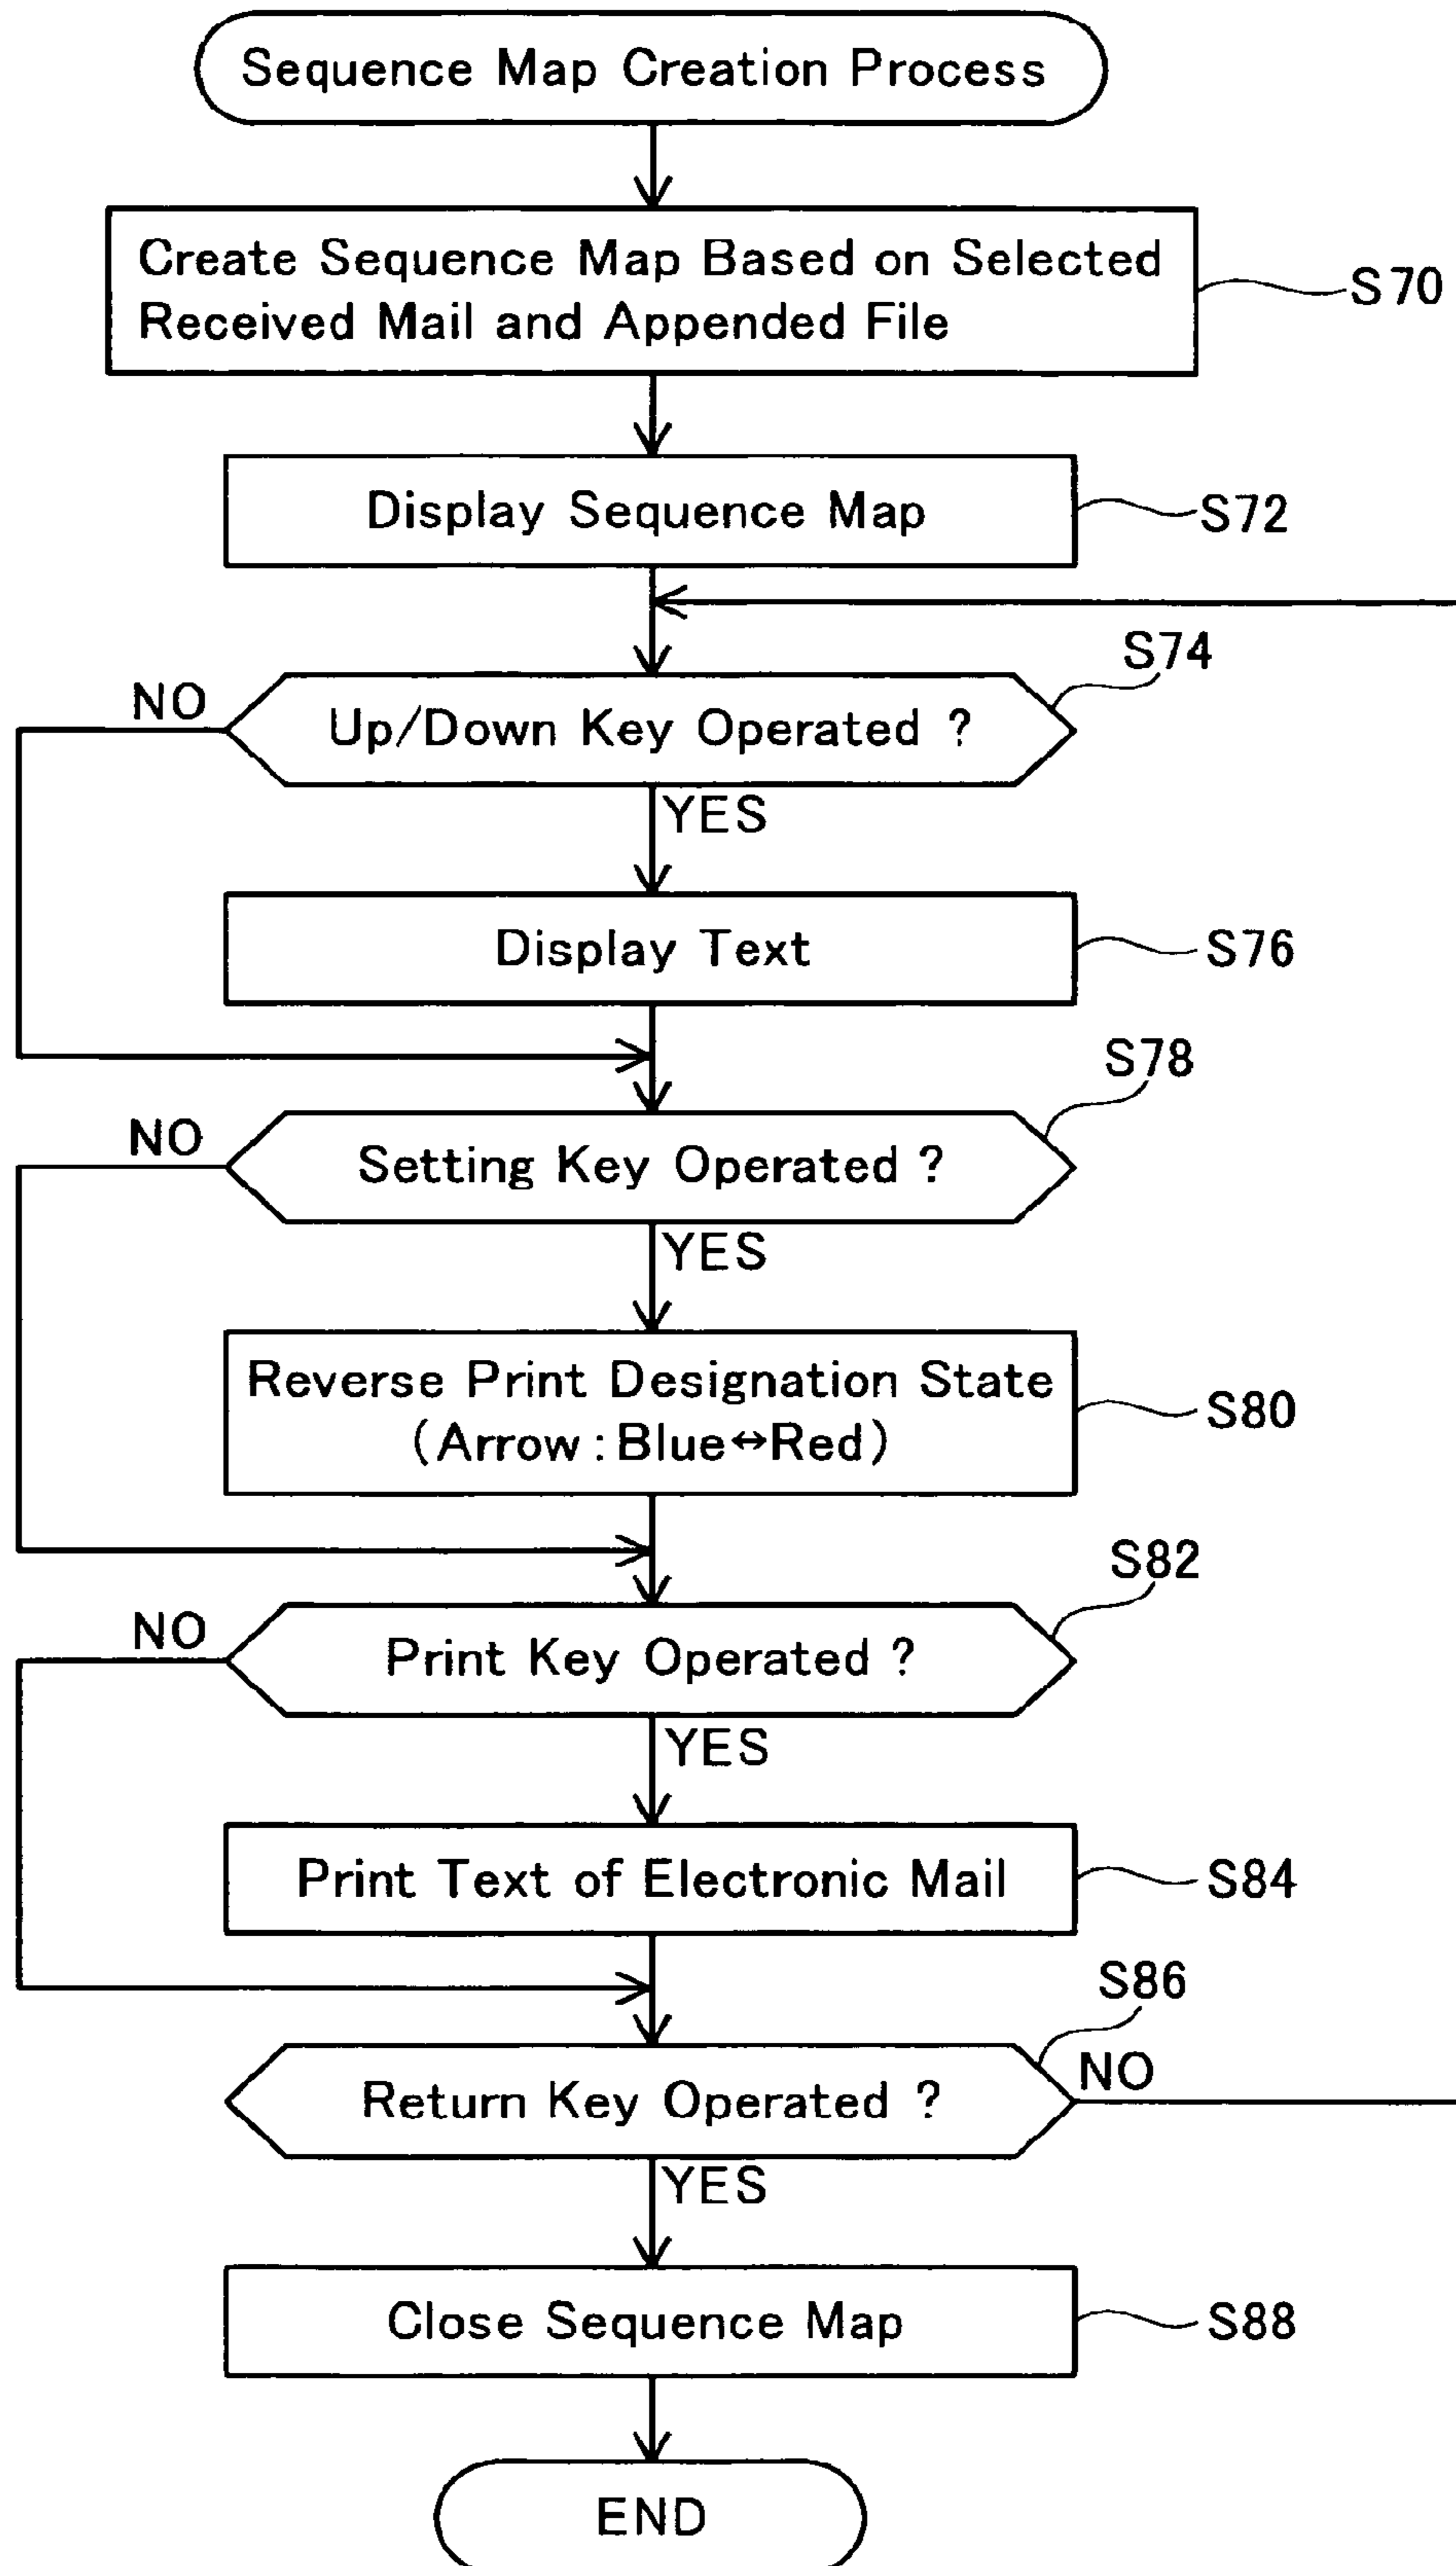 Sequence Map Creation Process
Create Sequence Map Based on Selected
Received Mail and Appended File
S70
Display Sequence Map
S72
S74
NO
Up/Down Key Operated ?
YES
Display Text
S76
S78
NO
Setting Key Operated ?
YES
Reverse Print Designation State
(Arrow : Blue↔Red)
S80
S82
NO
Print Key Operated ?
YES
Print Text of Electronic Mail
S84
S86
NO
Return Key Operated ?
YES
Close Sequence Map
S88
END